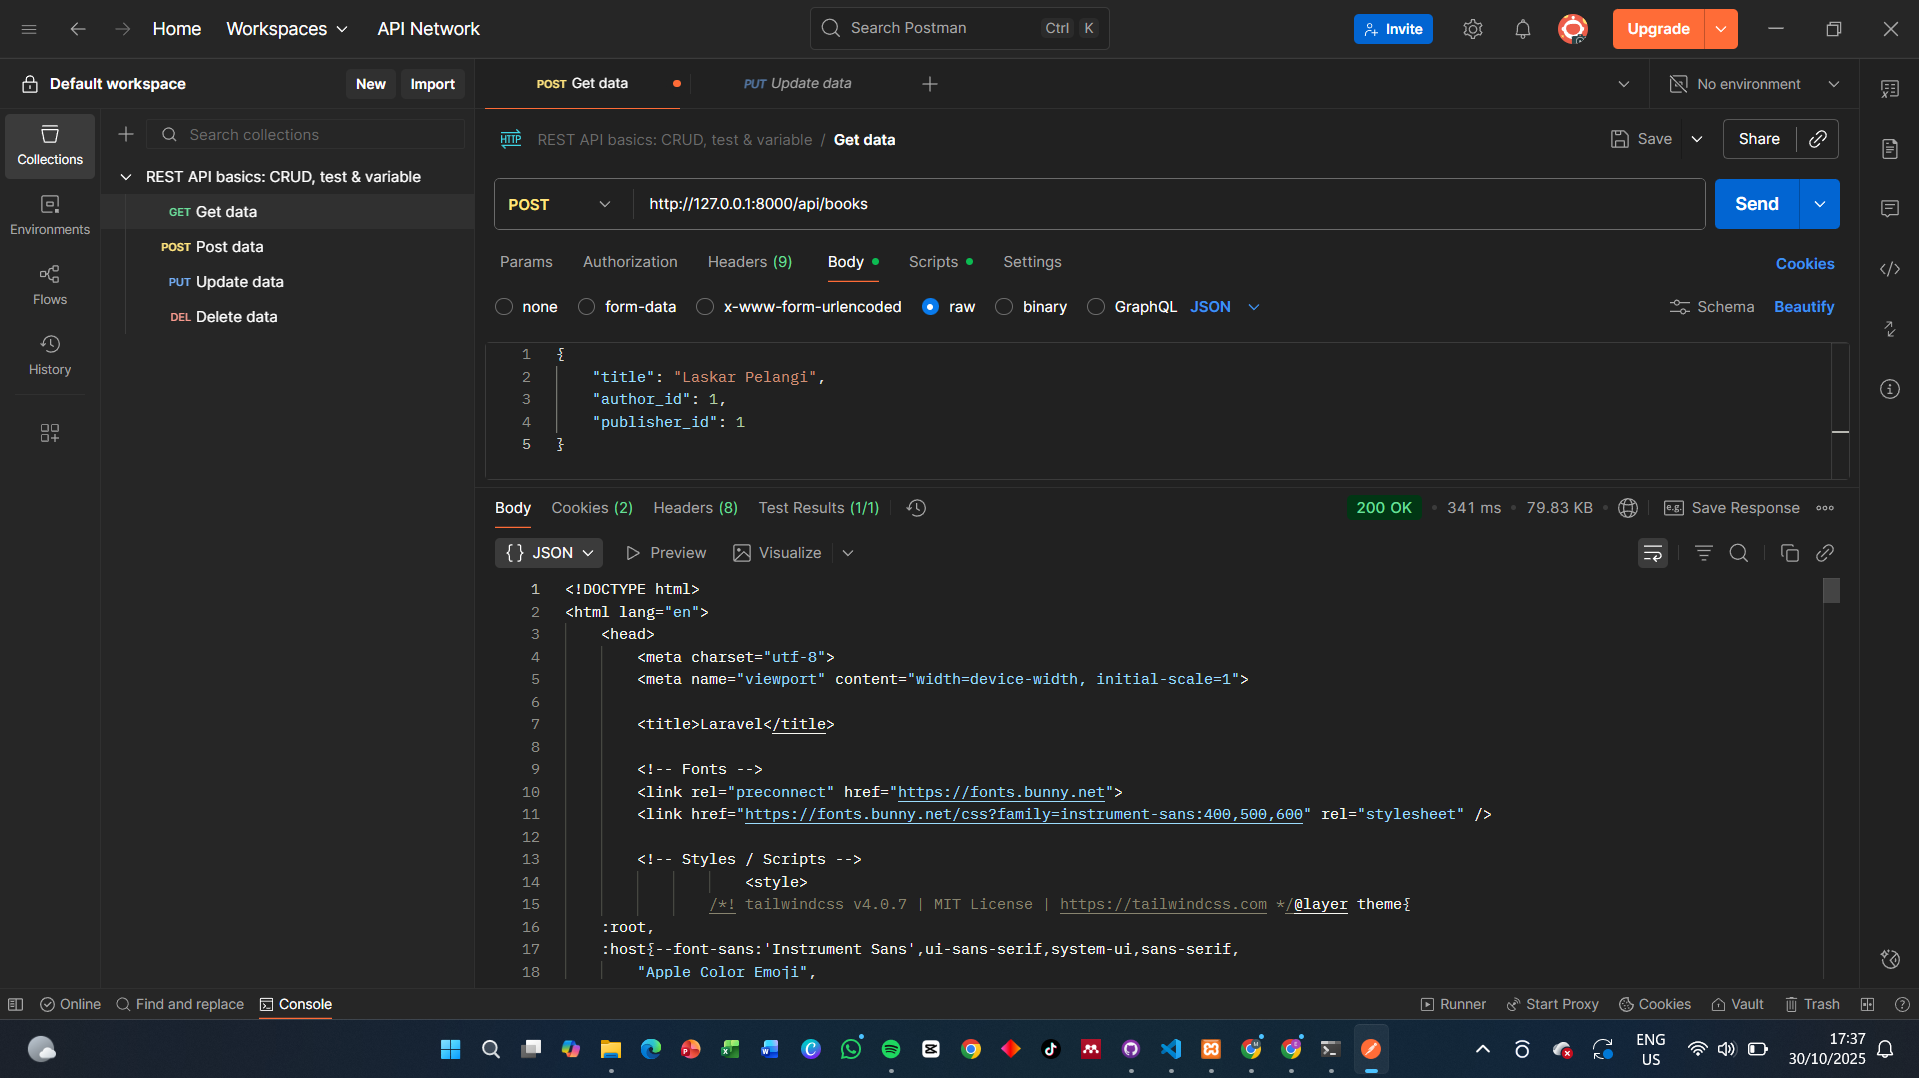 Home
Workspaces
API Network
Search Postman
Ctrl K
Invite
Upgrade
Default workspace
New
Import
POST Get data
PUT Update data
No environment
Collections
Environments
Flows
History
Search collections
REST API basics: CRUD, test & variable
GET Get data
POST Post data
PUT Update data
DEL Delete data
HTTP
REST API basics: CRUD, test & variable / Get data
Save
Share
POST
http://127.0.0.1:8000/api/books
Send
Params
Authorization
Headers (9)
Body
Scripts
Settings
Cookies
none
form-data
x-www-form-urlencoded
raw
binary
GraphQL
JSON
Schema
Beautify
1 {
2 "title": "Laskar Pelangi",
3 "author_id": 1,
4 "publisher_id": 1
5 }
Body
Cookies (2)
Headers (8)
Test Results (1/1)
200 OK
341 ms
79.83 KB
e.g.
Save Response
{} JSON
Preview
Visualize
1 <!DOCTYPE html>
2 <html lang="en">
3 <head>
4 <meta charset="utf-8">
5 <meta name="viewport" content="width=device-width, initial-scale=1">
6
7 <title>Laravel</title>
8
9 <!-- Fonts -->
10 <link rel="preconnect" href="https://fonts.bunny.net">
11 <link href="https://fonts.bunny.net/css?family=instrument-sans:400,500,600" rel="stylesheet" />
12
13 <!-- Styles / Scripts -->
14 <style>
15 /*! tailwindcss v4.0.7 | MIT License | https://tailwindcss.com */@layer theme{
16 :root,
17 :host{--font-sans:'Instrument Sans',ui-sans-serif,system-ui,sans-serif,
18 "Apple Color Emoji",
Online
Find and replace
Console
Runner
Start Proxy
Cookies
Vault
Trash
ENG
US
17:37
30/10/2025